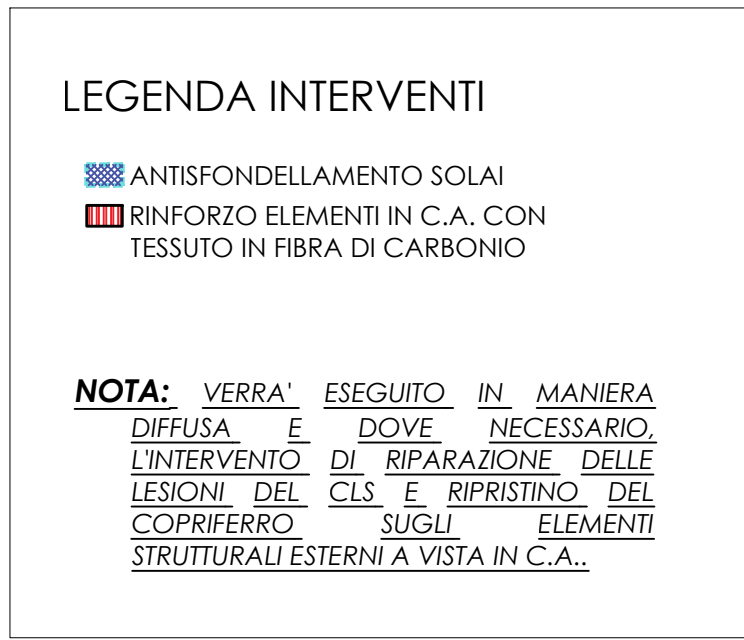 LEGENDA INTERVENTI
ANTISFONDELLAMENTO SOLAI
RINFORZO ELEMENTI IN C.A. CON
TESSUTO IN FIBRA DI CARBONIO
NOTA: VERRA' ESEGUITO IN MANIERA
DIFFUSA E DOVE NECESSARIO,
L'INTERVENTO DI RIPARAZIONE DELLE
LESIONI DEL CLS E RIPRISTINO DEL
COPRIFERRO SUGLI ELEMENTI
STRUTTURALI ESTERNI A VISTA IN C.A..